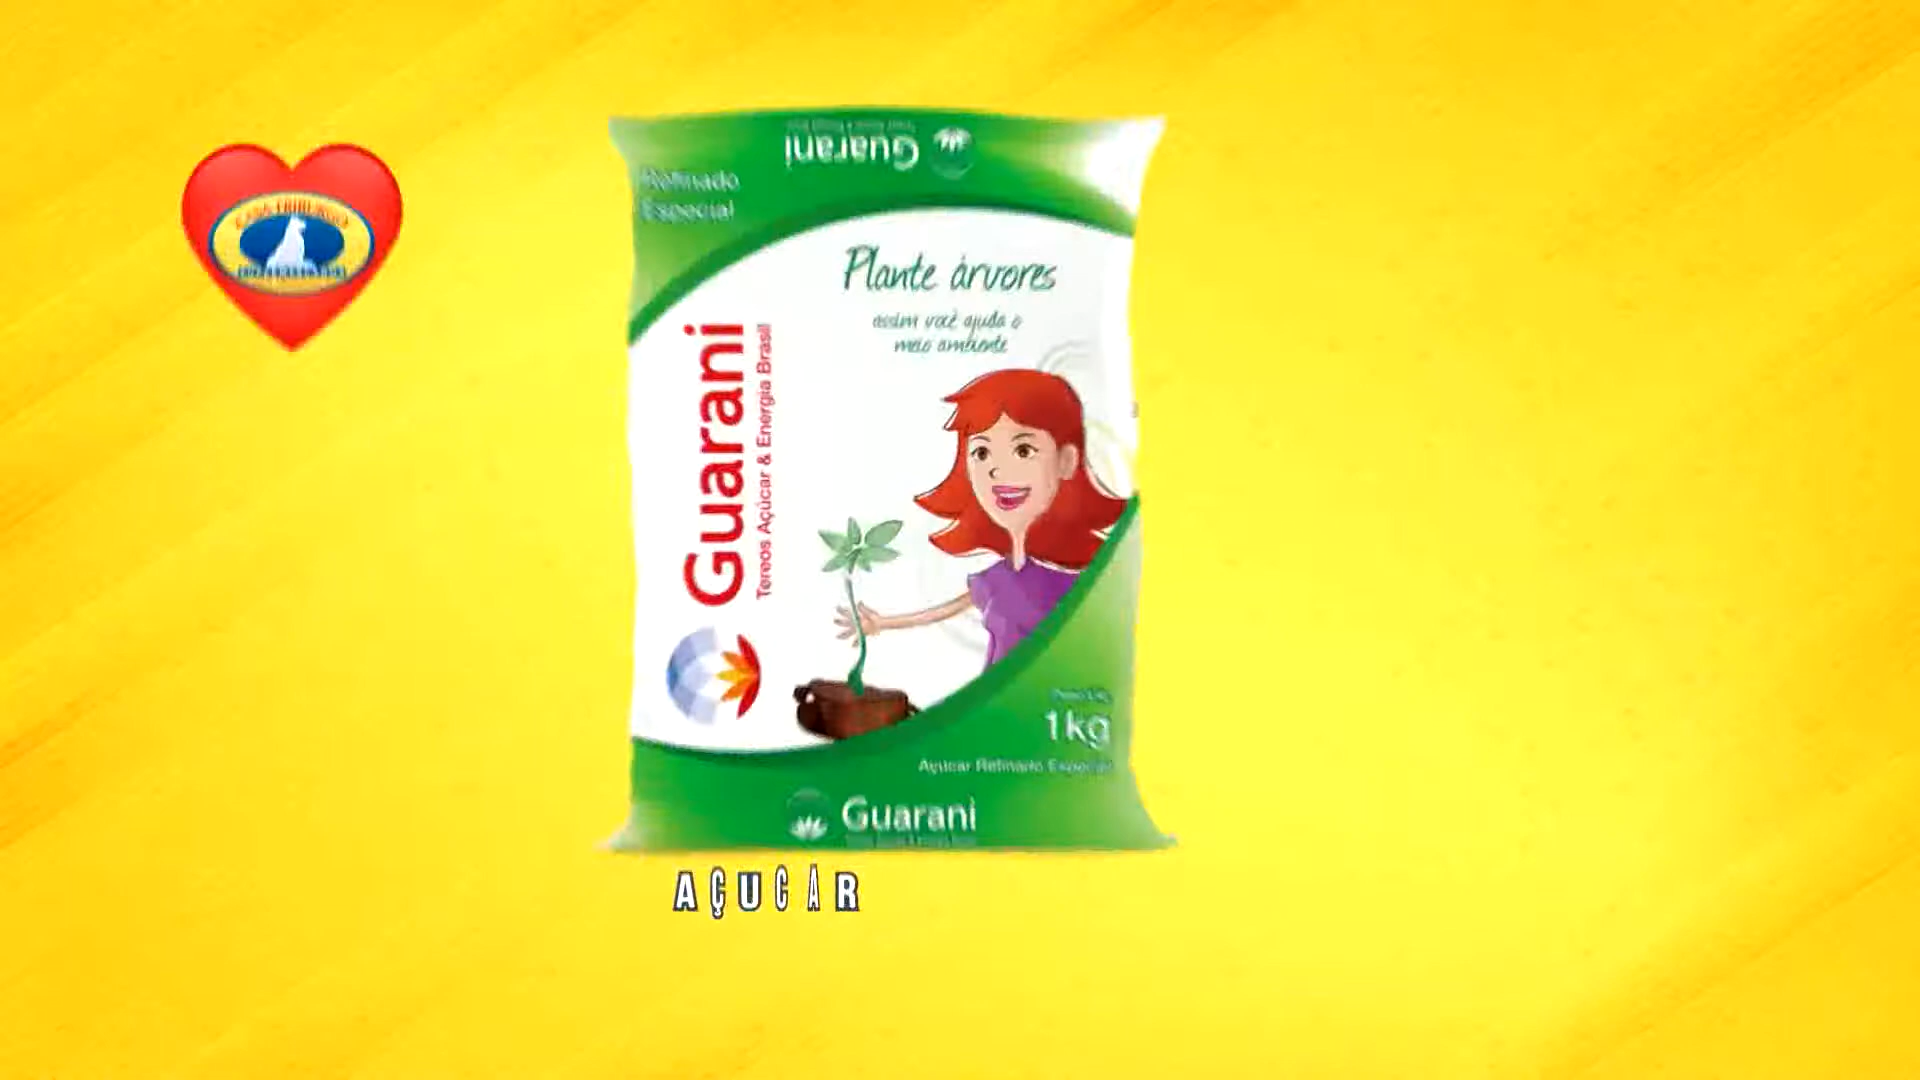 Guarani
Refinado
Especial
Plante árvores
assim você ajuda o
meio ambiente
Guarani
Tereos Açúcar & Energia Brasil
1kg
Açúcar Refinado Especial
Guarani
AÇUCAR